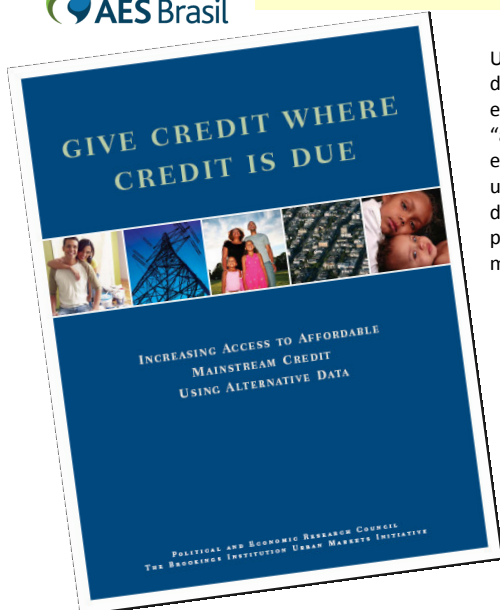 AES Brasil
GIVE CREDIT WHERE
CREDIT IS DUE
INCREASING ACCESS TO AFFORDABLE
MAINSTREAM CREDIT
USING ALTERNATIVE DATA
POLITICAL AND ECONOMIC RESEARCH COUNCIL
THE BROOKINGS INSTITUTION URBAN MARKETS INITIATIVE